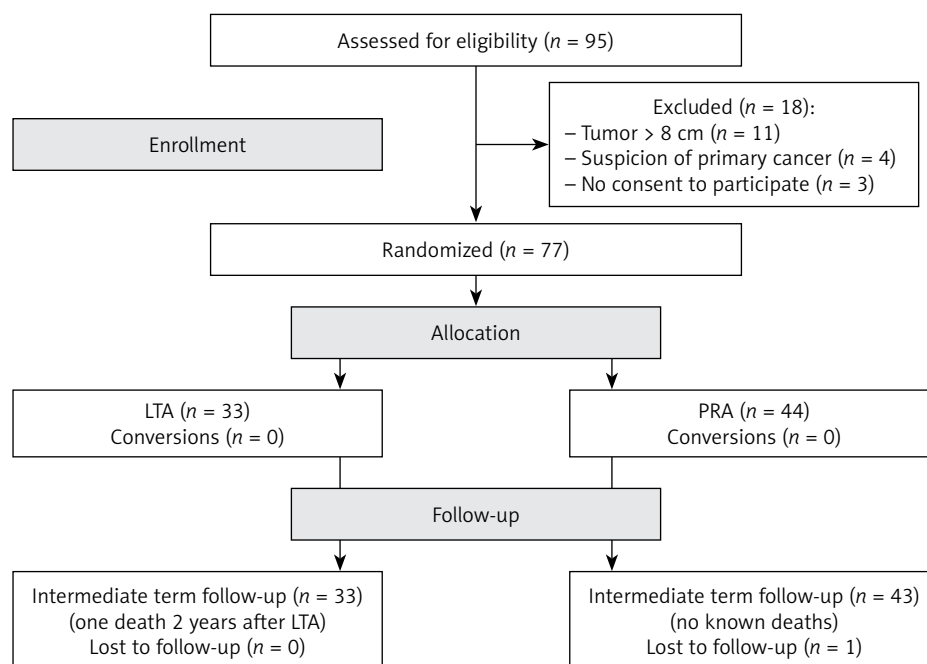 Assessed for eligibility (n = 95)
Excluded (n = 18):
– Tumor > 8 cm (n = 11)
– Suspicion of primary cancer (n = 4)
– No consent to participate (n = 3)
Enrollment
Randomized (n = 77)
Allocation
LTA (n = 33)
Conversions (n = 0)
PRA (n = 44)
Conversions (n = 0)
Follow-up
Intermediate term follow-up (n = 33)
(one death 2 years after LTA)
Lost to follow-up (n = 0)
Intermediate term follow-up (n = 43)
(no known deaths)
Lost to follow-up (n = 1)